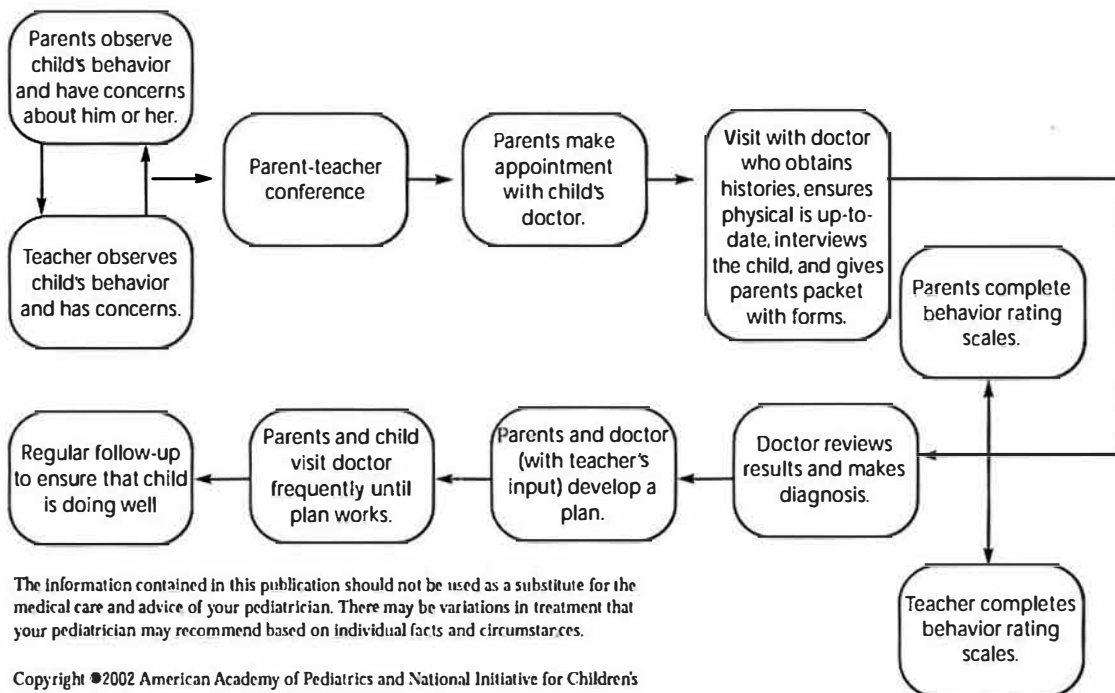 Parents observe
child's behavior
and have concerns
about him or her.
Teacher observes
child's behavior
and has concerns.
Parent-teacher
conference
Parents make
appointment
with child's
doctor.
Visit with doctor
who obtains
histories, ensures
physical is up-to-
date, interviews
the child, and gives
parents packet
with forms.
Parents complete
behavior rating
scales.
Teacher completes
behavior rating
scales.
Doctor reviews
results and makes
diagnosis.
Parents and doctor
(with teacher's
input) develop a
plan.
Parents and child
visit doctor
frequently until
plan works.
Regular follow-up
to ensure that child
is doing well
The information contained in this publication should not be used as a substitute for the
medical care and advice of your pediatrician. There may be variations in treatment that
your pediatrician may recommend based on individual facts and circumstances.
Copyright ©2002 American Academy of Pediatrics and National Initiative for Children's